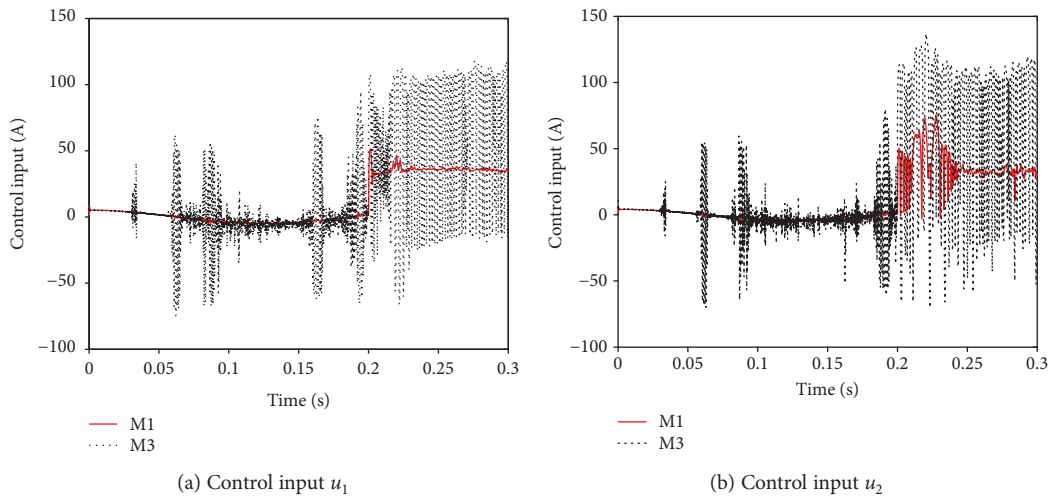 150
100
50
0
−50
−100
Control input (A)
0
0.05
0.1
0.15
0.2
0.25
0.3
Time (s)
M1
M3
(a) Control input u1
150
100
50
0
−50
−100
Control input (A)
0
0.05
0.1
0.15
0.2
0.25
0.3
Time (s)
M1
M3
(b) Control input u2